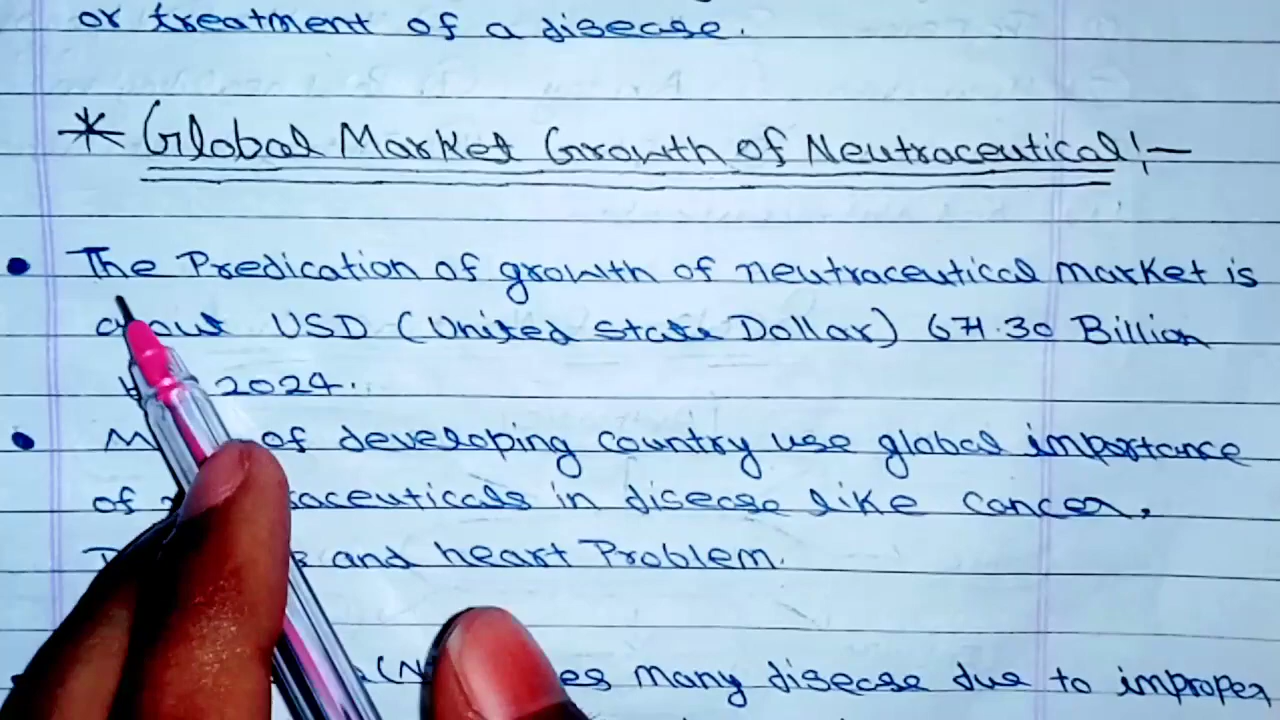 or treatment of a disease.
* Global Market Growth of Neutraceutical :-
• The Predication of growth of neutraceutical market is
about USD (United State Dollar) 671.30 Billion
2024.
• of developing country use global importance
of in disease like Cancer,
and heart Problem.
many disease due to improper